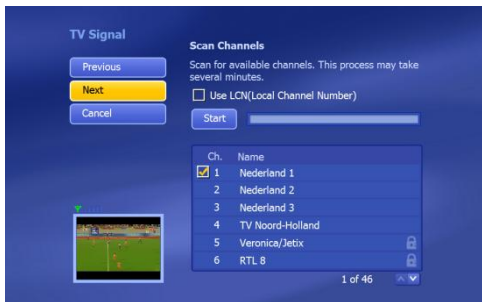 TV Signal
Previous
Next
Cancel
Scan Channels
Scan for available channels. This process may take
several minutes.
Use LCN(Local Channel Number)
Start
Ch. Name
1 Nederland 1
2 Nederland 2
3 Nederland 3
4 TV Noord-Holland
5 Veronica/Jetix
6 RTL 8
1 of 46